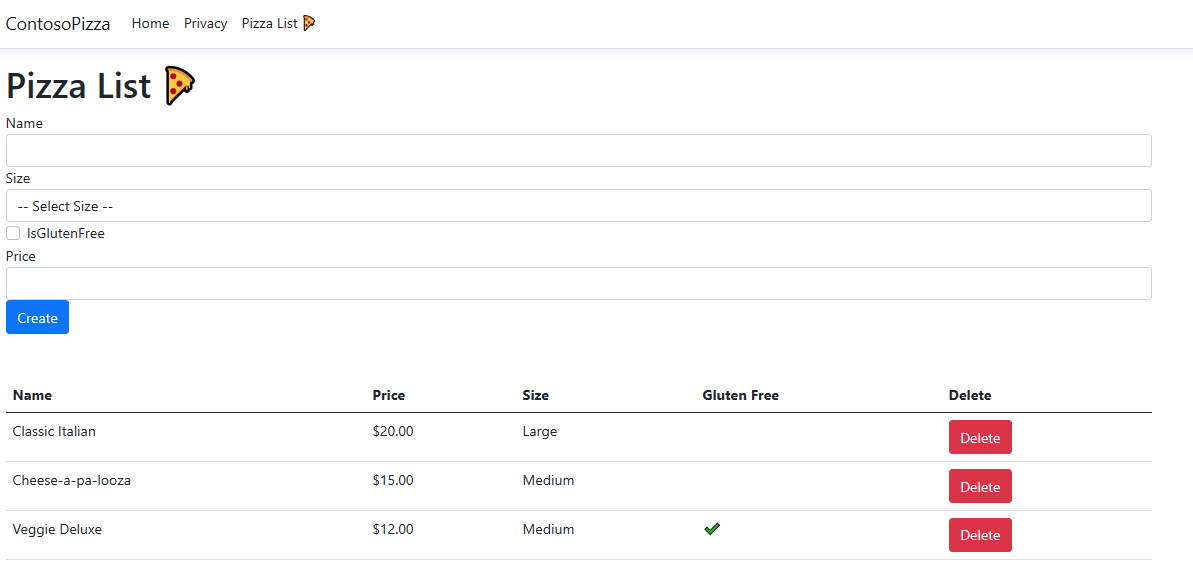 ContosoPizza Home Privacy Pizza List 🍕
Pizza List 🍕
Name
Size
-- Select Size --
IsGlutenFree
Price
Create
Name Price Size Gluten Free Delete
Classic Italian $20.00 Large Delete
Cheese-a-pa-looza $15.00 Medium Delete
Veggie Deluxe $12.00 Medium ✔ Delete